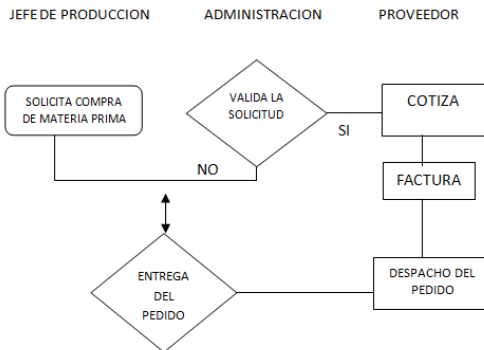 JEFE DE PRODUCCION ADMINISTRACION PROVEEDOR
SOLICITA COMPRA
DE MATERIA PRIMA
VALIDA LA
SOLICITUD
COTIZA
SI
NO
FACTURA
ENTREGA
DEL
PEDIDO
DESPACHO DEL
PEDIDO